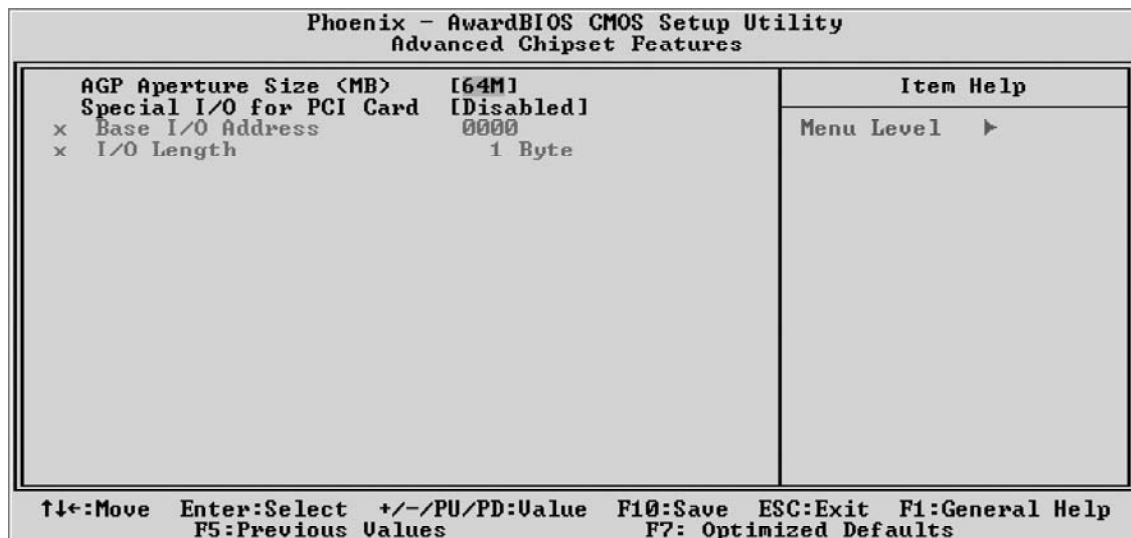 Phoenix - AwardBIOS CMOS Setup Utility
Advanced Chipset Features
AGP Aperture Size (MB) [64M]
Special I/O for PCI Card [Disabled]
x Base I/O Address 0000
x I/O Length 1 Byte
Item Help
Menu Level ►
↑↓←:Move Enter:Select +/-/PU/PD:Value F10:Save ESC:Exit F1:General Help
F5:Previous Values F7: Optimized Defaults